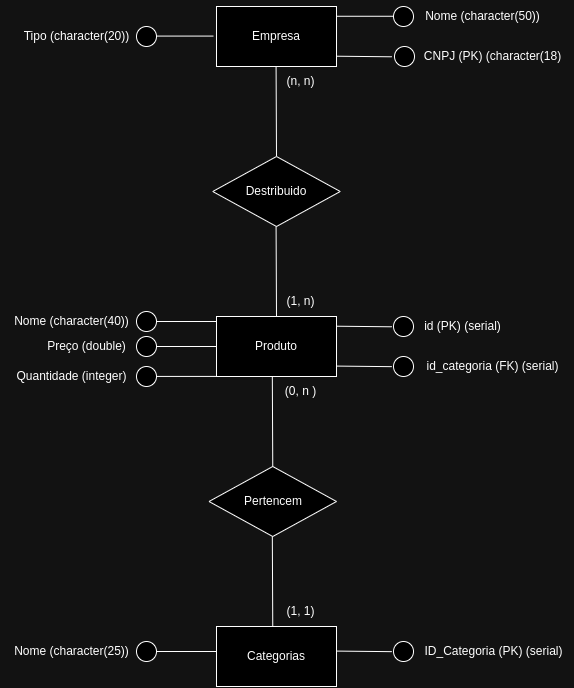 Nome (character(50))
Tipo (character(20))
Empresa
CNPJ (PK) (character(18)
(n, n)
Destribuido
(1, n)
Nome (character(40))
id (PK) (serial)
Preço (double)
Produto
id_categoria (FK) (serial)
Quantidade (integer)
(0, n )
Pertencem
(1, 1)
Nome (character(25))
Categorias
ID_Categoria (PK) (serial)